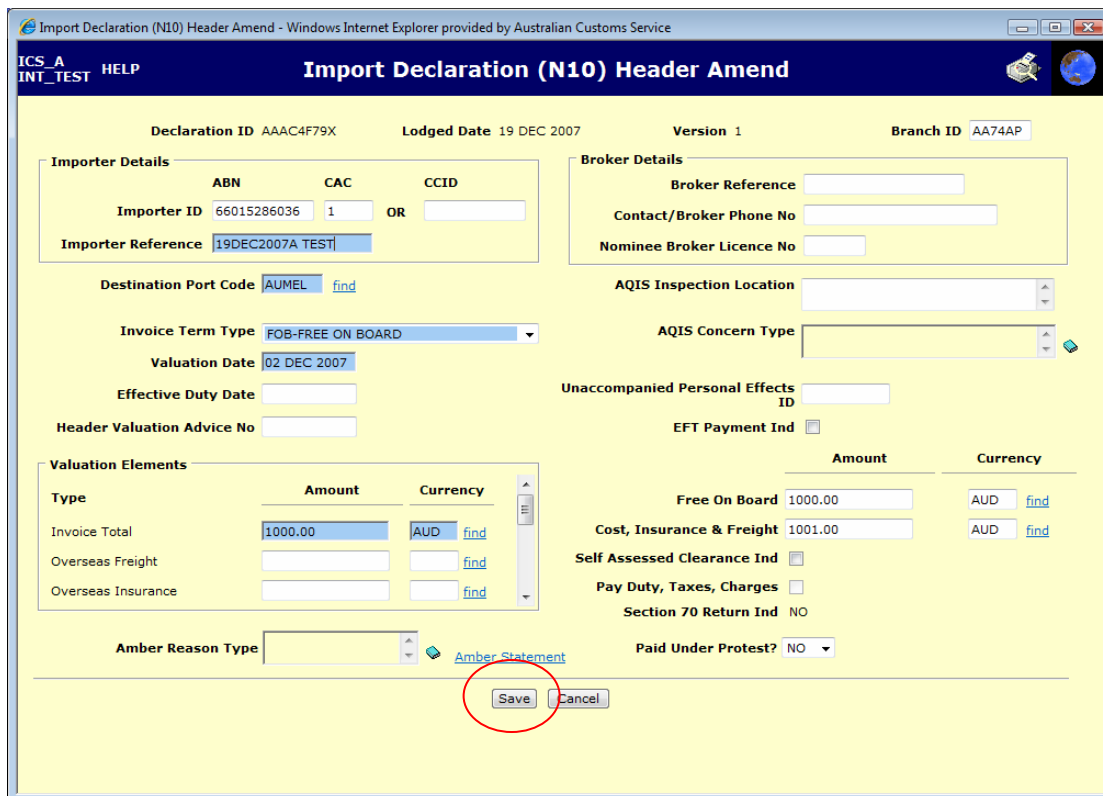 Import Declaration (N10) Header Amend - Windows Internet Explorer provided by Australian Customs Service
ICS_A
INT_TEST HELP Import Declaration (N10) Header Amend
Declaration ID AAAC4F79X Lodged Date 19 DEC 2007 Version 1 Branch ID AA74AP
Importer Details
ABN CAC CCID
Importer ID 66015286036 1 OR
Importer Reference 19DEC2007A TEST
Broker Details
Broker Reference
Contact/Broker Phone No
Nominee Broker Licence No
Destination Port Code AUMEL find
Invoice Term Type FOB-FREE ON BOARD
Valuation Date 02 DEC 2007
Effective Duty Date
Header Valuation Advice No
AQIS Inspection Location
AQIS Concern Type
Unaccompanied Personal Effects
ID
EFT Payment Ind
Valuation Elements
Type Amount Currency
Invoice Total 1000.00 AUD find
Overseas Freight find
Overseas Insurance find
Amount Currency
Free On Board 1000.00 AUD find
Cost, Insurance & Freight 1001.00 AUD find
Self Assessed Clearance Ind
Pay Duty, Taxes, Charges
Section 70 Return Ind NO
Amber Reason Type Amber Statement
Paid Under Protest? NO
Save Cancel